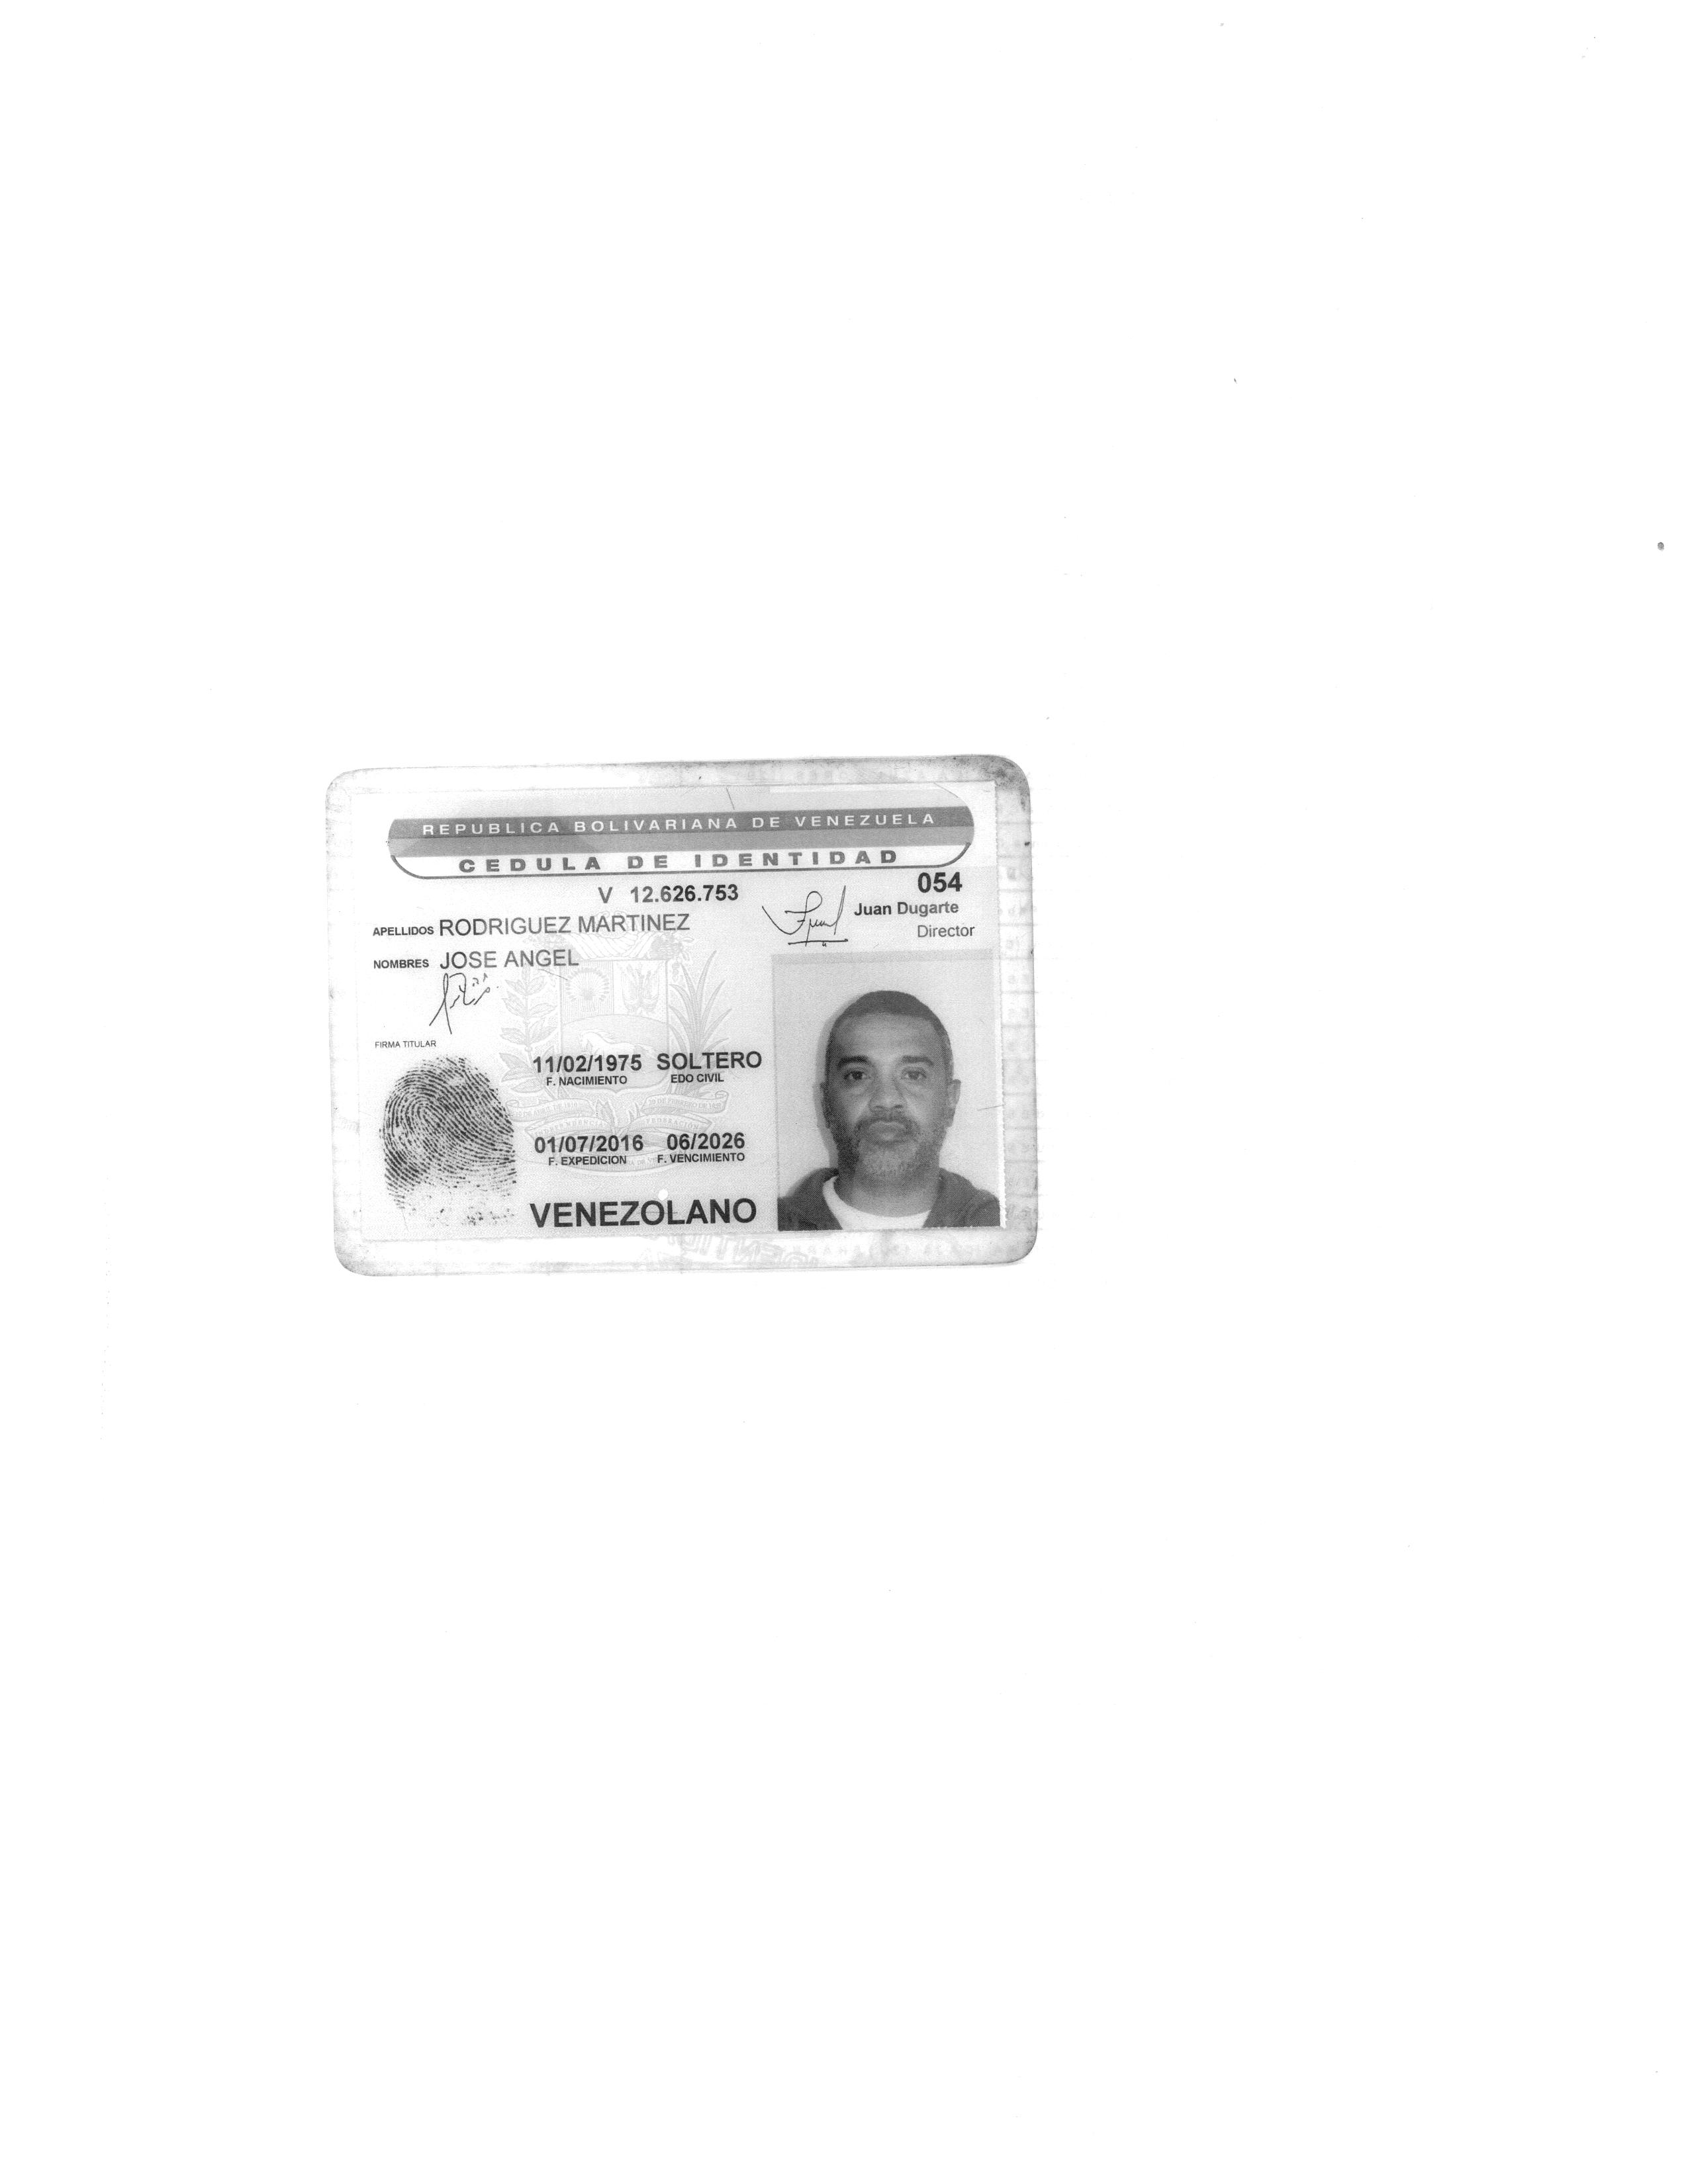 REPUBLICA BOLIVARIANA DE VENEZUELA
CEDULA DE IDENTIDAD
V 12.626.753
054
Juan Dugarte
Director
APELLIDOS RODRIGUEZ MARTINEZ
NOMBRES JOSE ANGEL
FIRMA TITULAR
11/02/1975 SOLTERO
F. NACIMIENTO EDO CIVIL
01/07/2016 06/2026
F. EXPEDICION F. VENCIMIENTO
VENEZOLANO